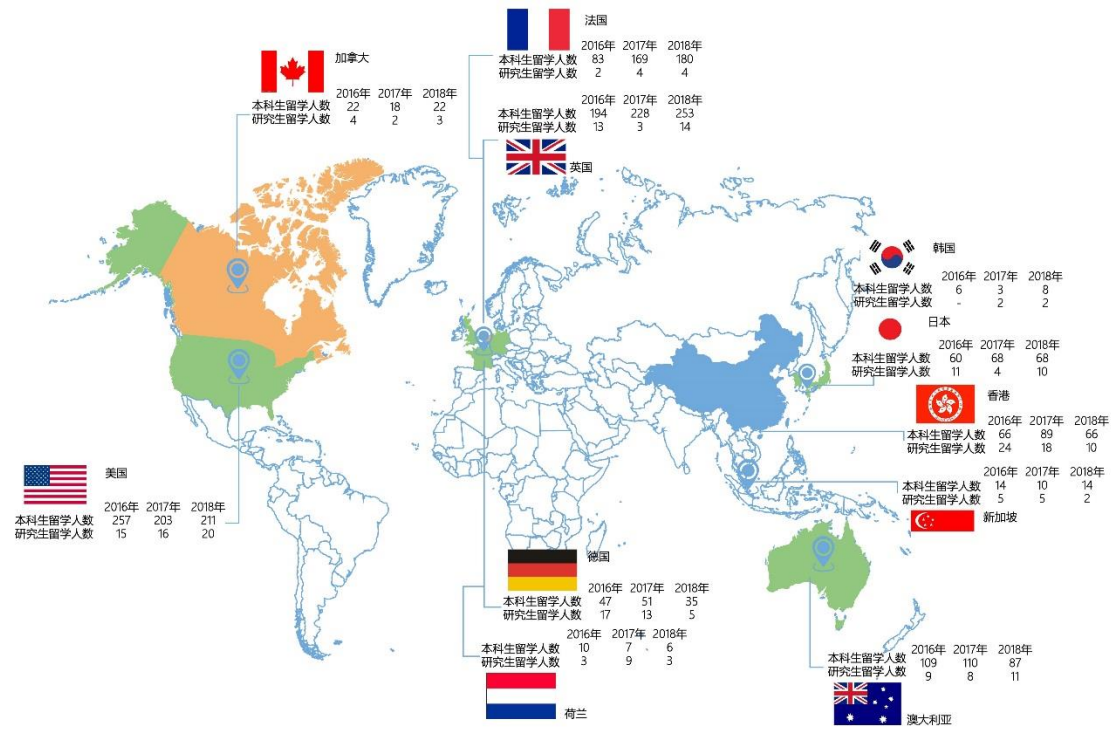 法国
2016年 2017年 2018年
本科生留学人数 83 169 180
研究生留学人数 2 4 4
加拿大
2016年 2017年 2018年
本科生留学人数 22 18 22
研究生留学人数 4 2 3
2016年 2017年 2018年
本科生留学人数 194 228 253
研究生留学人数 13 3 14
英国
韩国
2016年 2017年 2018年
本科生留学人数 6 3 8
研究生留学人数 - 2 2
日本
2016年 2017年 2018年
本科生留学人数 60 68 68
研究生留学人数 11 4 10
香港
2016年 2017年 2018年
本科生留学人数 66 89 66
研究生留学人数 24 18 10
2016年 2017年 2018年
本科生留学人数 14 10 14
研究生留学人数 5 5 2
新加坡
美国
2016年 2017年 2018年
本科生留学人数 257 203 211
研究生留学人数 15 16 20
德国
2016年 2017年 2018年
本科生留学人数 47 51 35
研究生留学人数 17 13 5
2016年 2017年 2018年
本科生留学人数 10 7 6
研究生留学人数 3 9 3
荷兰
2016年 2017年 2018年
本科生留学人数 109 110 87
研究生留学人数 9 8 11
澳大利亚